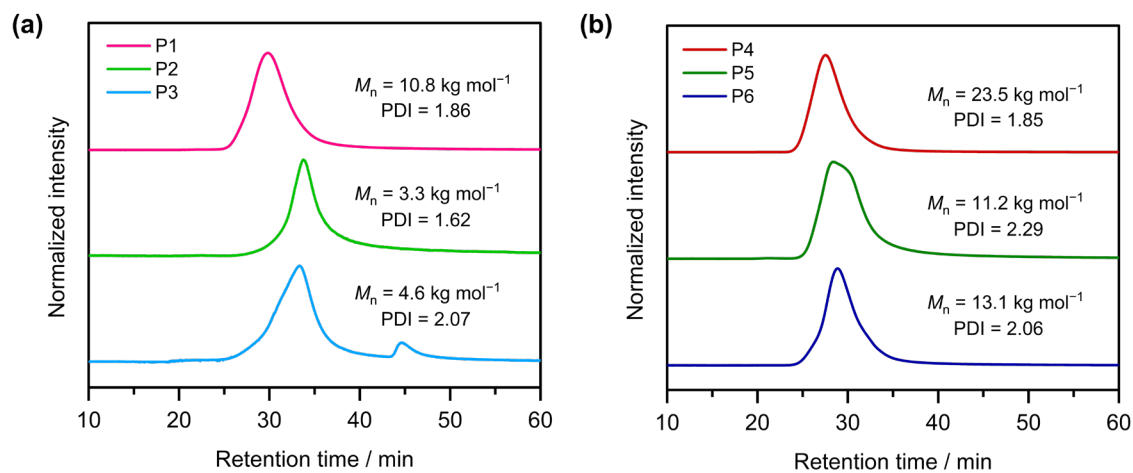 (a)
P1
P2
P3
Mn = 10.8 kg mol−1
PDI = 1.86
Mn = 3.3 kg mol−1
PDI = 1.62
Mn = 4.6 kg mol−1
PDI = 2.07
Normalized intensity
10 20 30 40 50 60
Retention time / min
(b)
P4
P5
P6
Mn = 23.5 kg mol−1
PDI = 1.85
Mn = 11.2 kg mol−1
PDI = 2.29
Mn = 13.1 kg mol−1
PDI = 2.06
Normalized intensity
10 20 30 40 50 60
Retention time / min